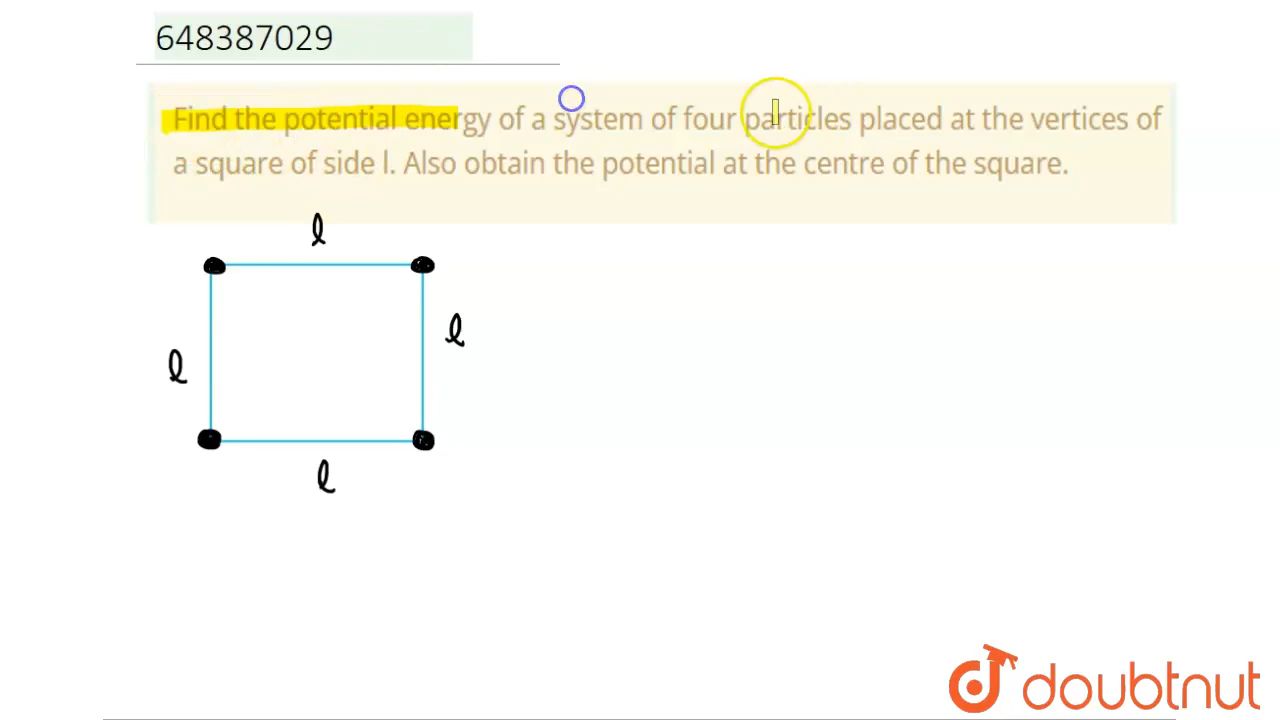 648387029
Find the potential energy of a system of four particles placed at the vertices of
a square of side l. Also obtain the potential at the centre of the square.
l
l
l
l
doubtnut